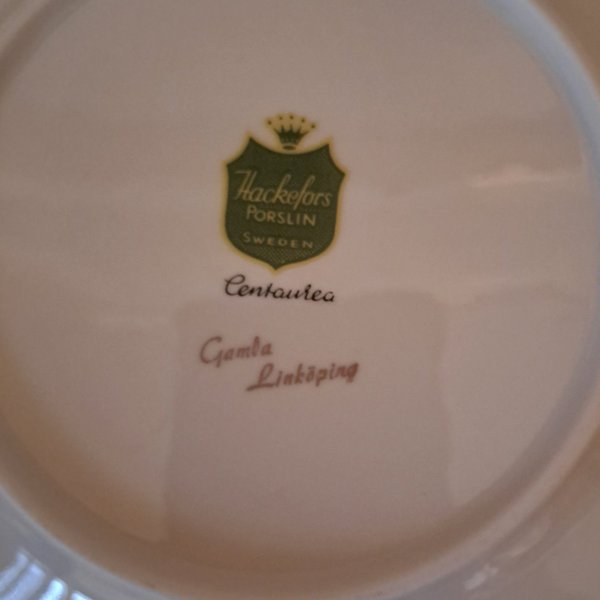 Hackefors
PORSLIN
SWEDEN
Centaurea
Gamla
Linköping